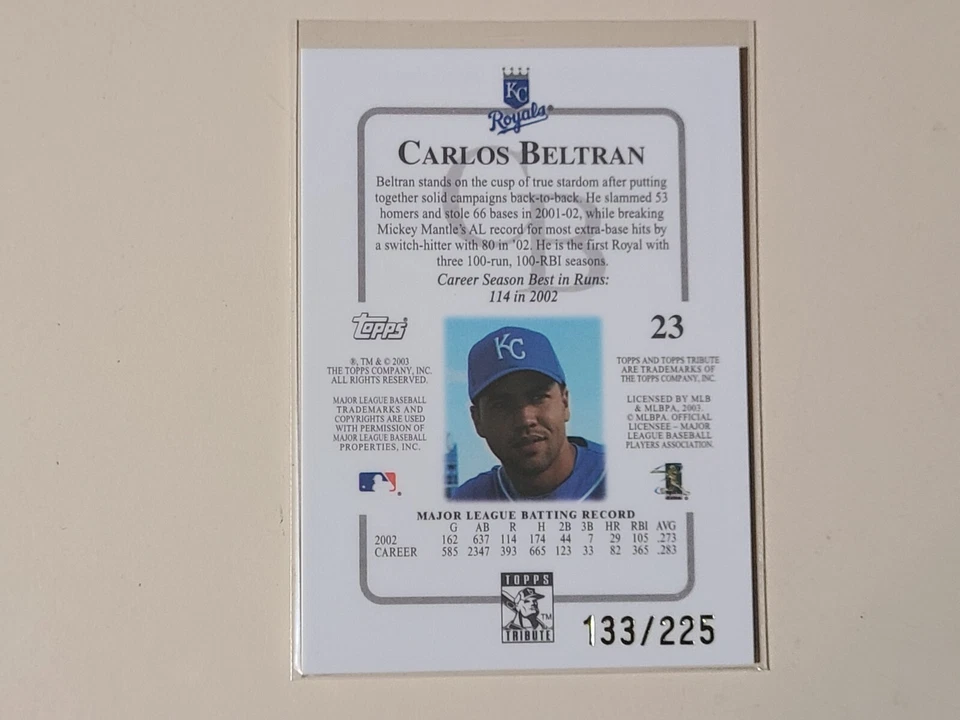 KC
Royals
CARLOS BELTRAN
Beltran stands on the cusp of true stardom after putting
together solid campaigns back-to-back. He slammed 53
homers and stole 66 bases in 2001-02, while breaking
Mickey Mantle's AL record for most extra-base hits by
a switch-hitter with 80 in '02. He is the first Royal with
three 100-run, 100-RBI seasons.
Career Season Best in Runs:
114 in 2002
Topps
23
®, TM & © 2003
THE TOPPS COMPANY, INC.
ALL RIGHTS RESERVED.
MAJOR LEAGUE BASEBALL
TRADEMARKS AND
COPYRIGHTS ARE USED
WITH PERMISSION OF
MAJOR LEAGUE BASEBALL
PROPERTIES, INC.
KC
TOPPS AND TOPPS TRIBUTE
ARE TRADEMARKS OF
THE TOPPS COMPANY, INC.
LICENSED BY MLB
& MLBPA, 2003.
© MLBPA. OFFICIAL
LICENSEE – MAJOR
LEAGUE BASEBALL
PLAYERS ASSOCIATION.
MAJOR LEAGUE BATTING RECORD
G AB R H 2B 3B HR RBI AVG
2002 162 637 114 174 44 7 29 105 .273
CAREER 585 2347 393 665 123 33 82 365 .283
TOPPS
TM
TRIBUTE
133/225